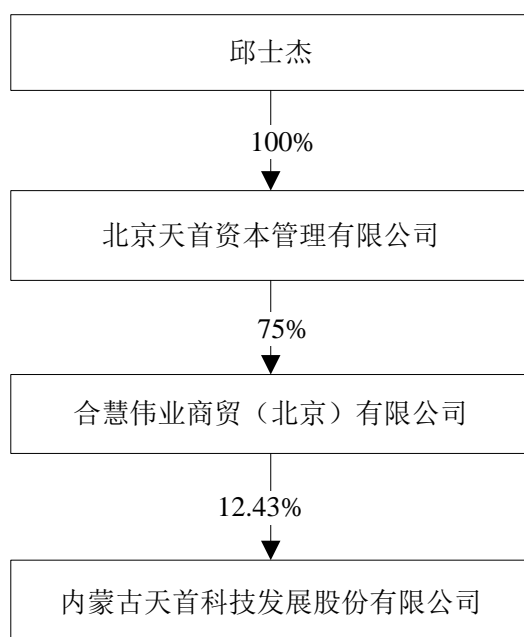 邱士杰
100%
北京天首资本管理有限公司
75%
合慧伟业商贸（北京）有限公司
12.43%
内蒙古天首科技发展股份有限公司